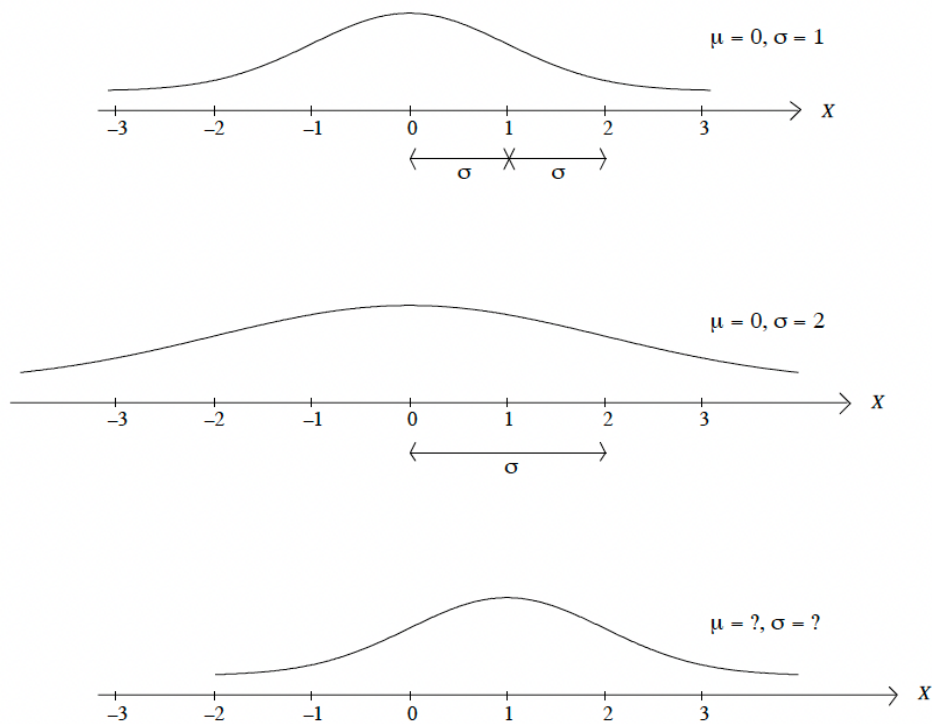 μ = 0, σ = 1
X
–3 –2 –1 0 1 2 3
σ σ
μ = 0, σ = 2
X
–3 –2 –1 0 1 2 3
σ
μ = ?, σ = ?
X
–3 –2 –1 0 1 2 3